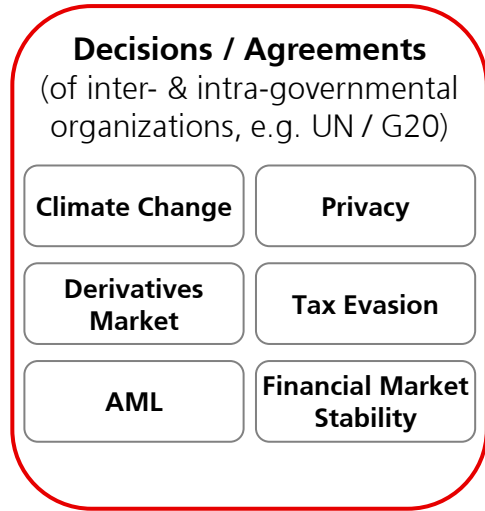 Decisions / Agreements
(of inter- & intra-governmental
organizations, e.g. UN / G20)
Climate Change
Privacy
Derivatives
Market
Tax Evasion
AML
Financial Market
Stability